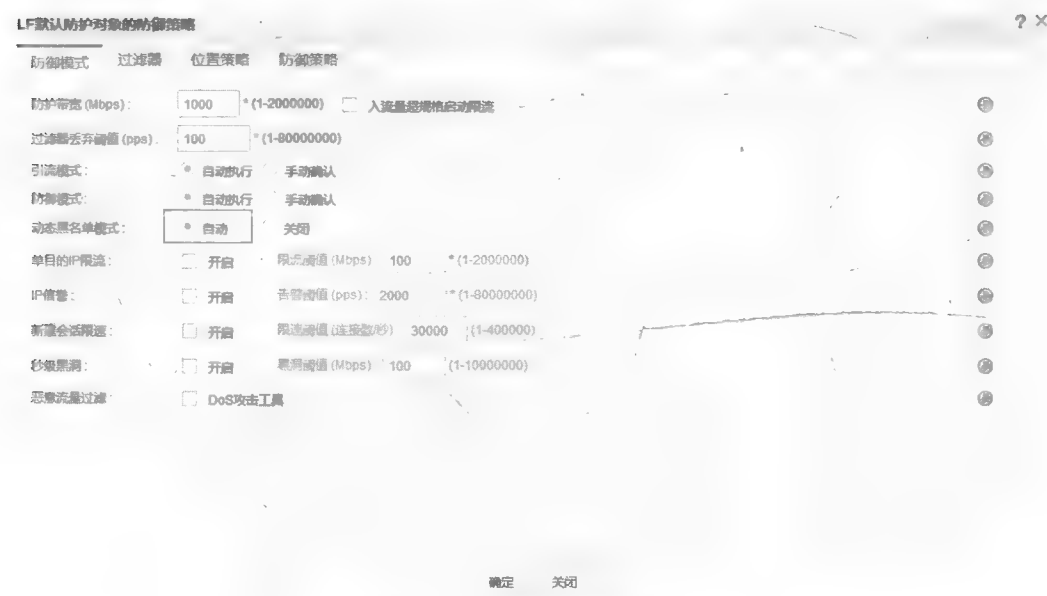 LF默认防护对象的防御策略 ? ×
防御模式 过滤器 位置策略 防御策略
防护带宽 (Mbps): 1000 * (1-2000000) 入流量超规格启动限流
过滤器丢弃阈值 (pps): 100 * (1-80000000)
引流模式: 自动执行 手动确认
防御模式: 自动执行 手动确认
动态黑名单模式: 自动 关闭
单目的IP限流: 开启 限流阈值 (Mbps) 100 * (1-2000000)
IP信誉: 开启 告警阈值 (pps): 2000 * (1-80000000)
新建会话限速: 开启 限速阈值 (连接数/秒) 30000 (1-400000)
秒级黑洞: 开启 黑洞阈值 (Mbps) 100 (1-10000000)
恶意流量过滤: DoS攻击工具
确定 关闭